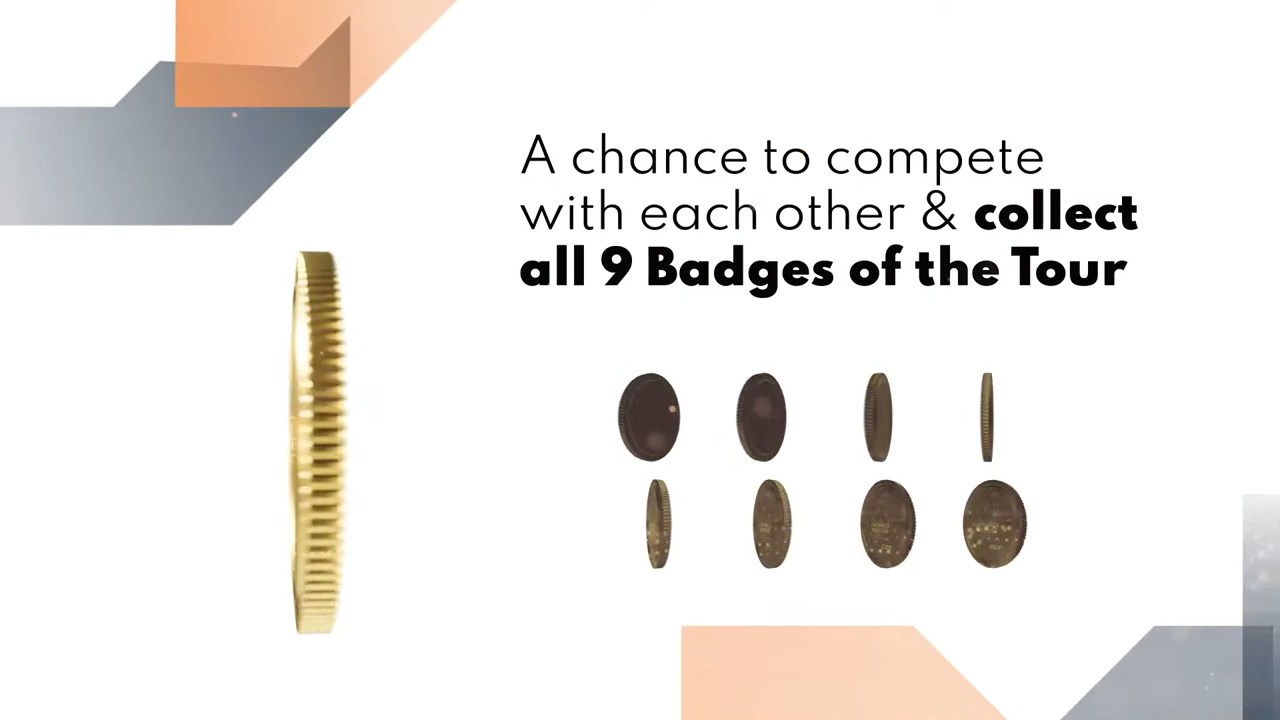 A chance to compete
with each other & collect
all 9 Badges of the Tour